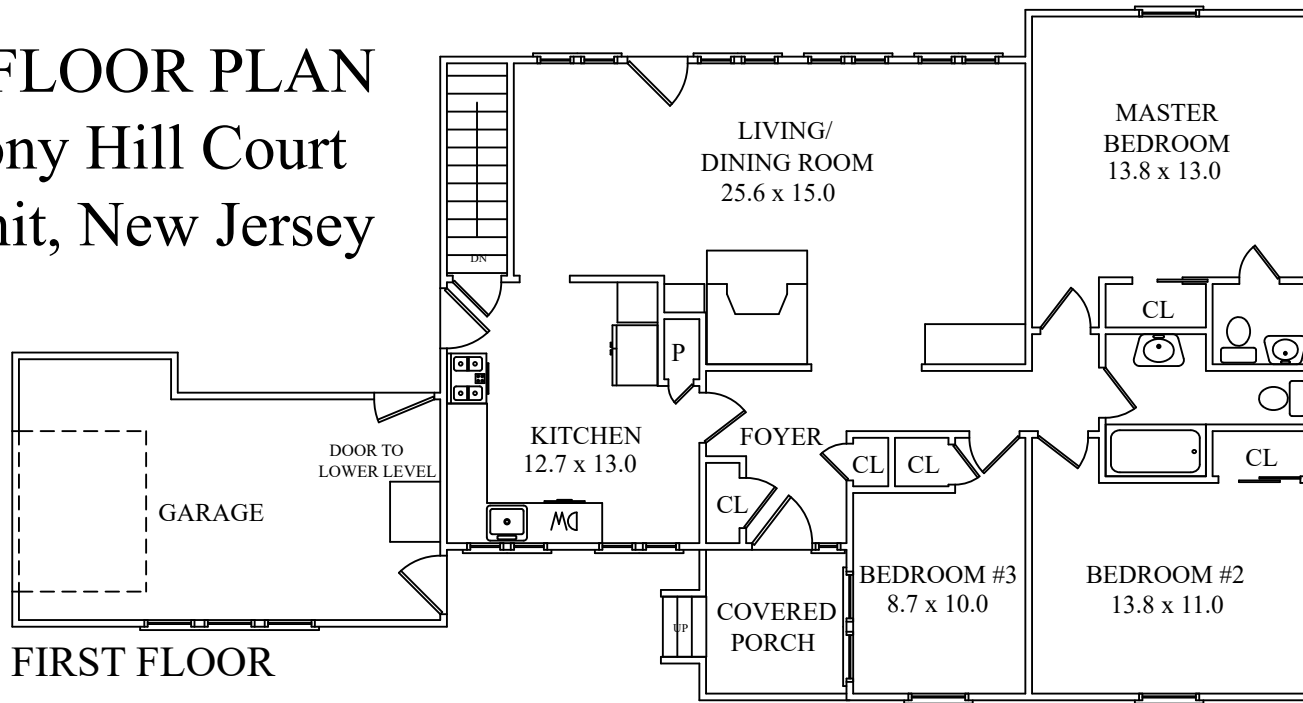 FLOOR PLAN
ony Hill Court
it, New Jersey
LIVING/
DINING ROOM
25.6 x 15.0
MASTER
BEDROOM
13.8 x 13.0
DN
CL
P
KITCHEN
12.7 x 13.0
FOYER
DOOR TO
LOWER LEVEL
GARAGE
CL
CL
CL
CL
DW
BEDROOM #3
8.7 x 10.0
BEDROOM #2
13.8 x 11.0
COVERED
PORCH
UP
FIRST FLOOR